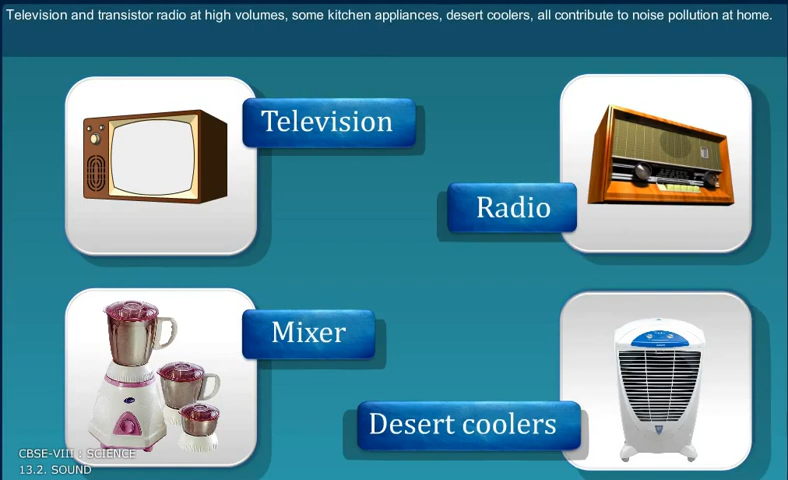 Television and transistor radio at high volumes, some kitchen appliances, desert coolers, all contribute to noise pollution at home.
Television
Radio
Mixer
Desert coolers
CBSE-VIII : SCIENCE
13.2. SOUND